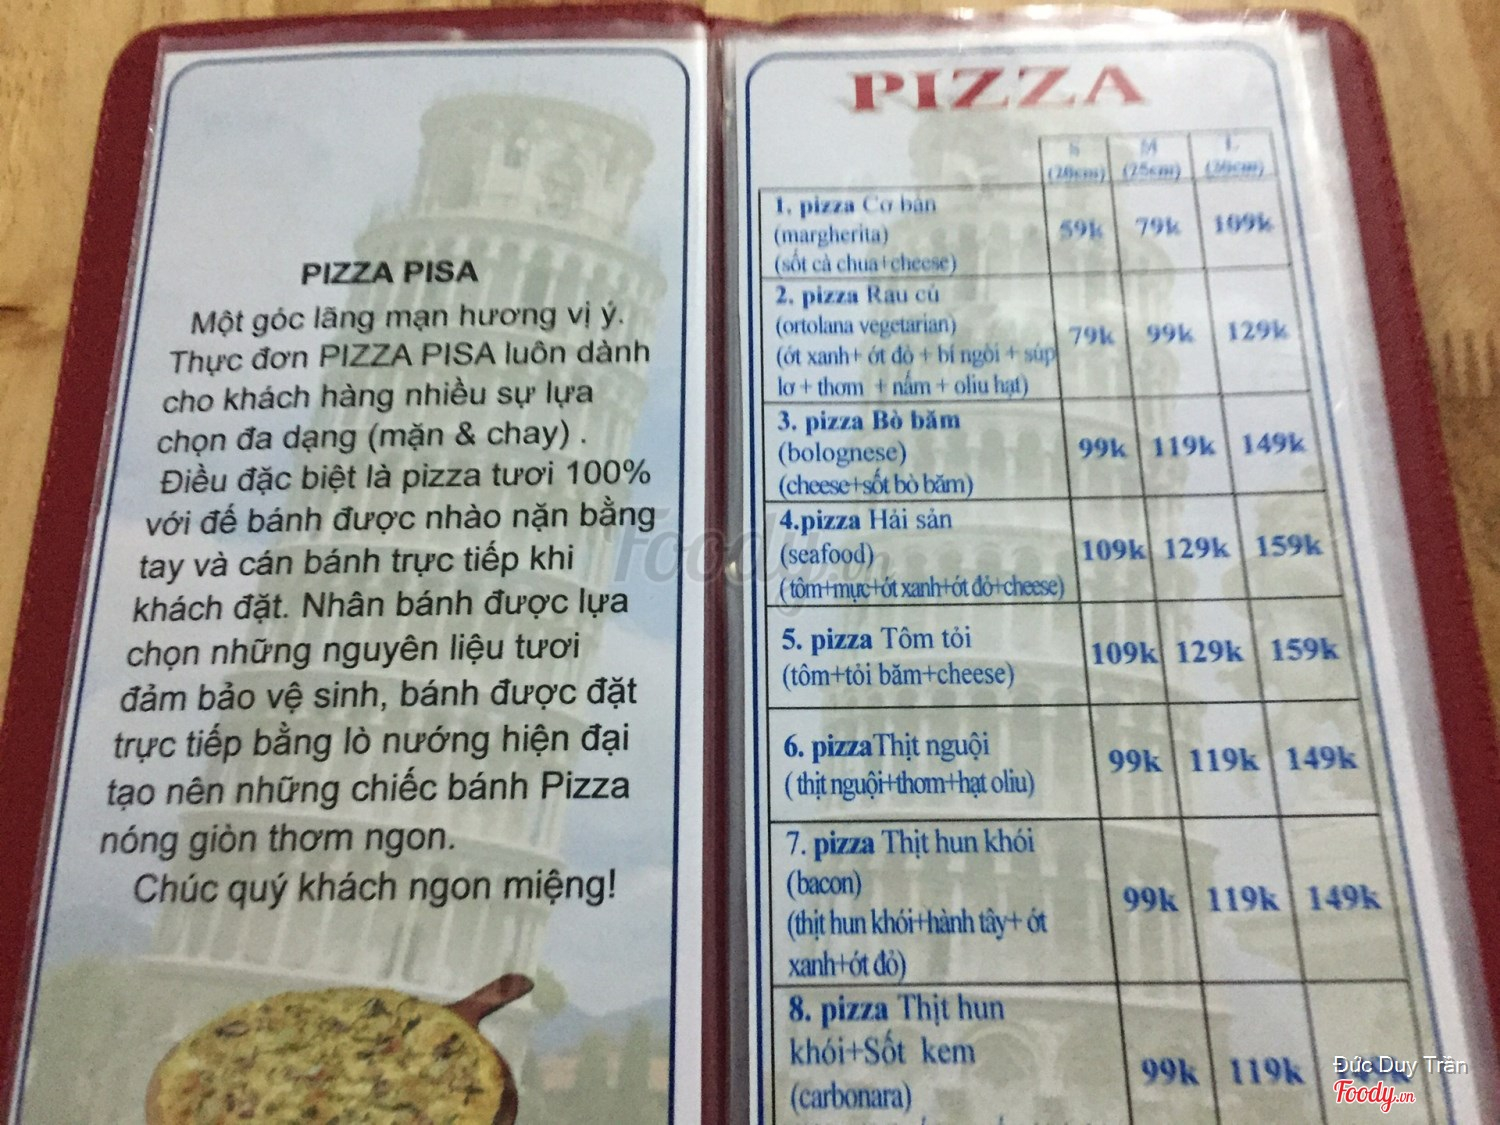 PIZZA PISA
Một góc lãng mạn hương vị ý.
Thực đơn PIZZA PISA luôn dành
cho khách hàng nhiều sự lựa
chọn đa dạng (mặn & chay) .
Điều đặc biệt là pizza tươi 100%
với đế bánh được nhào nặn bằng
tay và cán bánh trực tiếp khi
khách đặt. Nhân bánh được lựa
chọn những nguyên liệu tươi
đảm bảo vệ sinh, bánh được đặt
trực tiếp bằng lò nướng hiện đại
tạo nên những chiếc bánh Pizza
nóng giòn thơm ngon.
Chúc quý khách ngon miệng!
PIZZA
S M L
(20cm) (25cm) (30cm)
1. pizza Cơ bản
(margherita)
(sốt cà chua+cheese)
59k 79k 109k
2. pizza Rau củ
(ortolana vegetarian)
(ớt xanh+ ớt đỏ + bí ngòi + súp
lơ + thơm + nấm + oliu hạt)
79k 99k 129k
3. pizza Bò băm
(bolognese)
(cheese+sốt bò băm)
99k 119k 149k
4.pizza Hải sản
(seafood)
(tôm+mực+ớt xanh+ớt đỏ+cheese)
109k 129k 159k
5. pizza Tôm tỏi
(tôm+tỏi băm+cheese)
109k 129k 159k
6. pizzaThịt nguội
( thịt nguội+thơm+hạt oliu)
99k 119k 149k
7. pizza Thịt hun khói
(bacon)
(thịt hun khói+hành tây+ ớt
xanh+ớt đỏ)
99k 119k 149k
8. pizza Thịt hun
khói+Sốt kem
(carbonara)
99k 119k
Foody.vn
Đức Duy Trần
Foody.vn